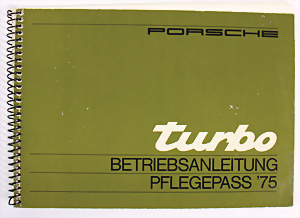 PORSCHE
turbo
BETRIEBSANLEITUNG
PFLEGEPASS '75